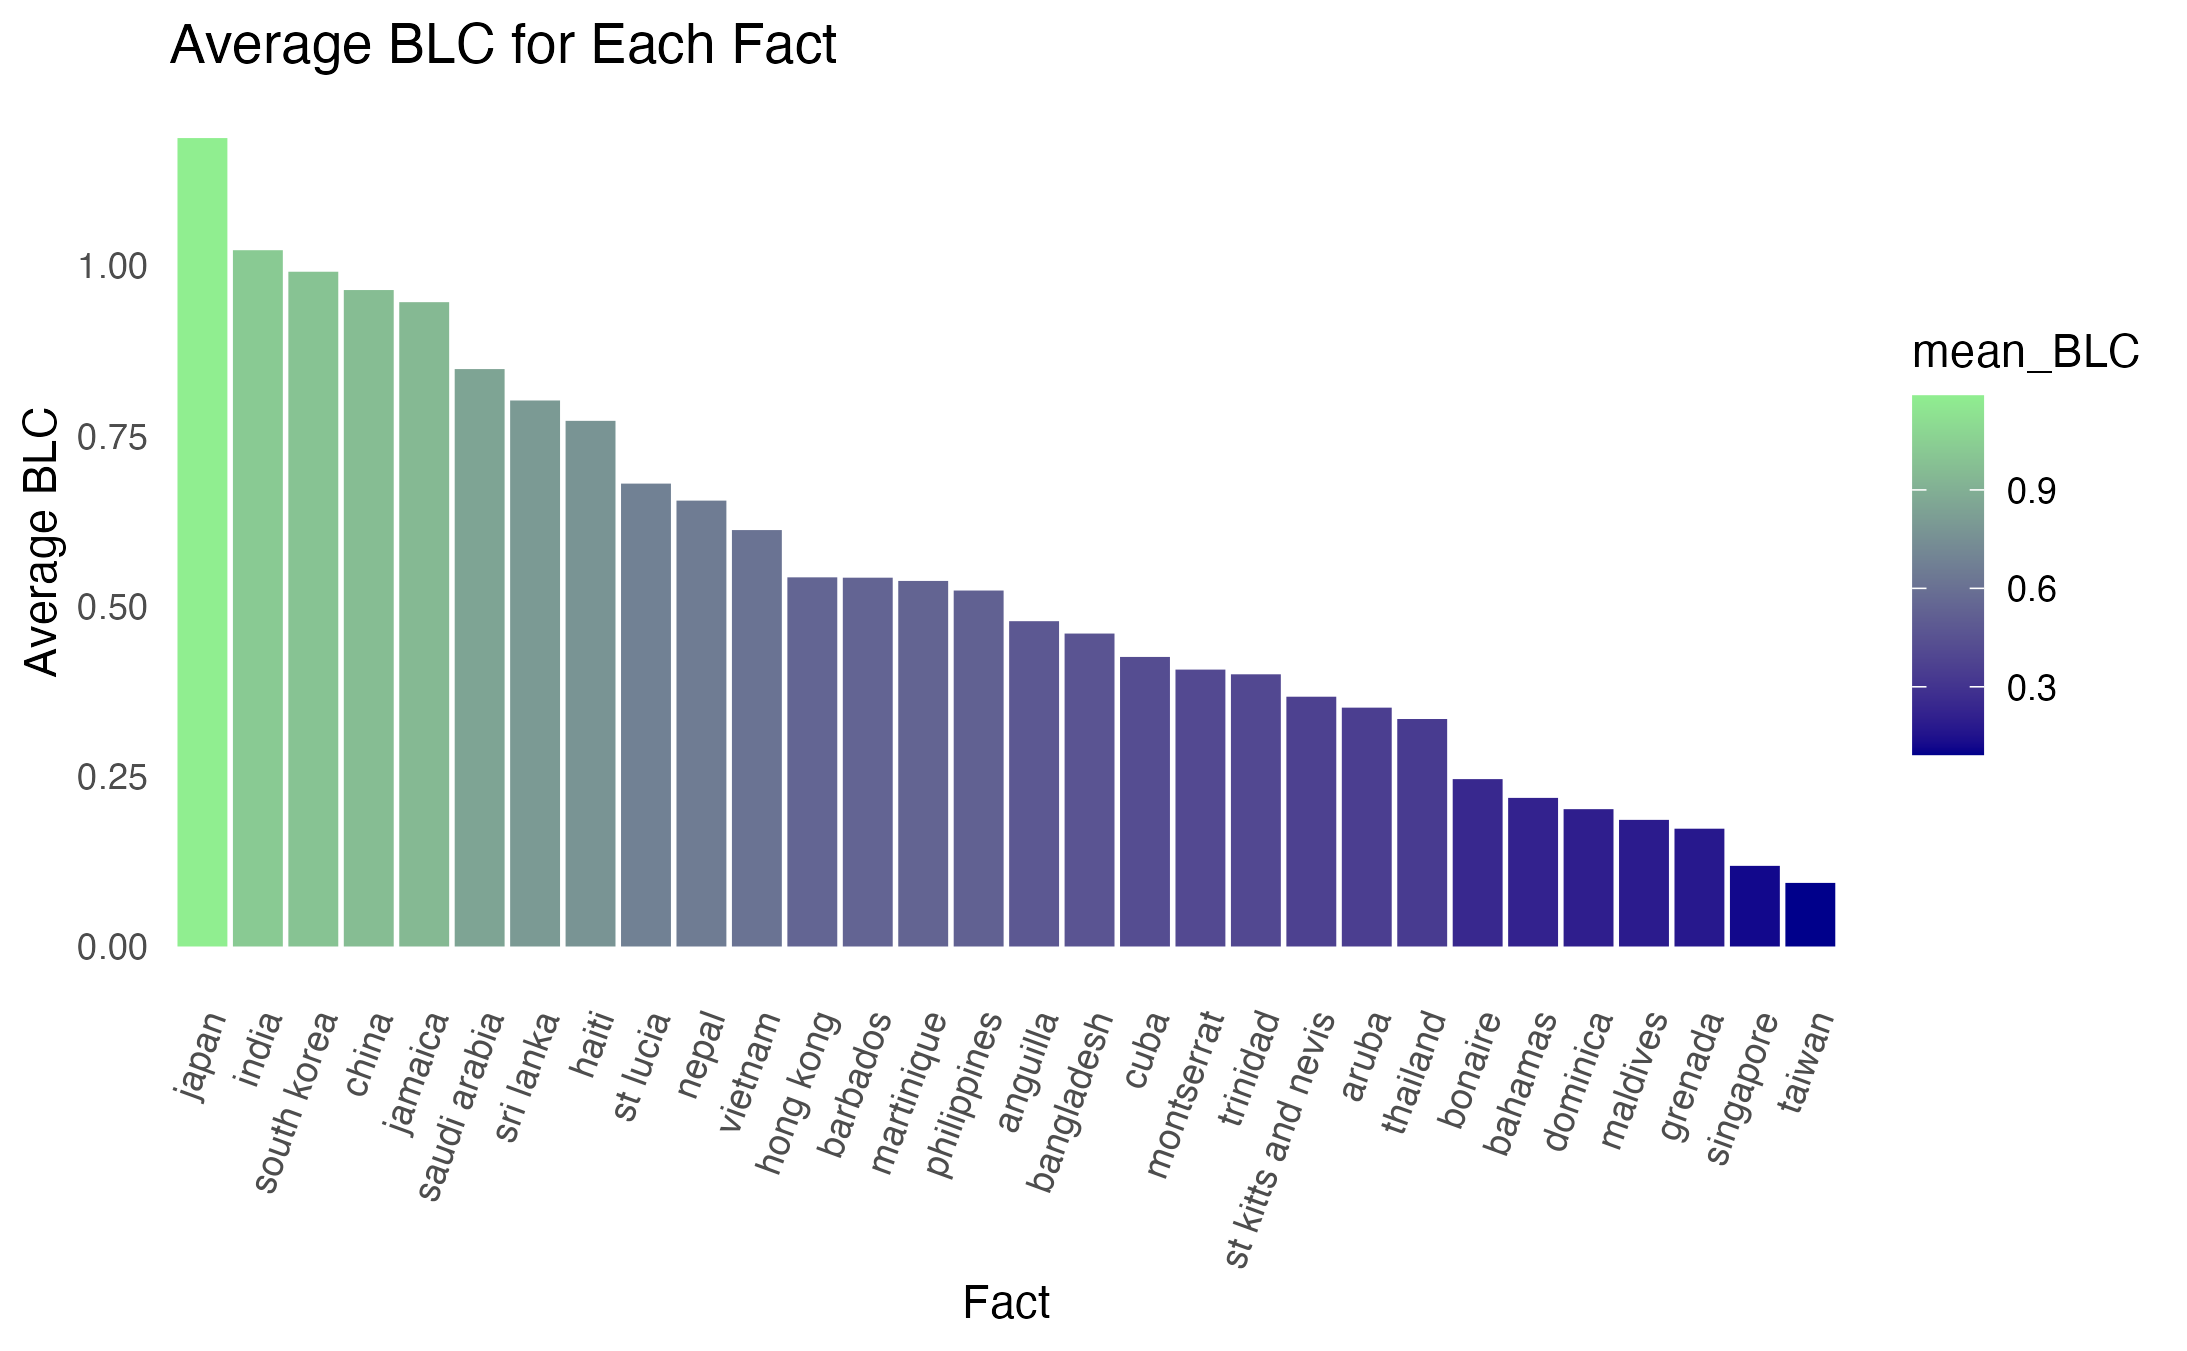 Average BLC for Each Fact
Average BLC
1.00
0.75
0.50
0.25
0.00
japan
india
south korea
china
jamaica
saudi arabia
sri lanka
haiti
st lucia
nepal
vietnam
hong kong
barbados
martinique
philippines
anguilla
bangladesh
cuba
montserrat
trinidad
st kitts and nevis
aruba
thailand
bonaire
bahamas
dominica
maldives
grenada
singapore
taiwan
Fact
mean_BLC
0.9
0.6
0.3